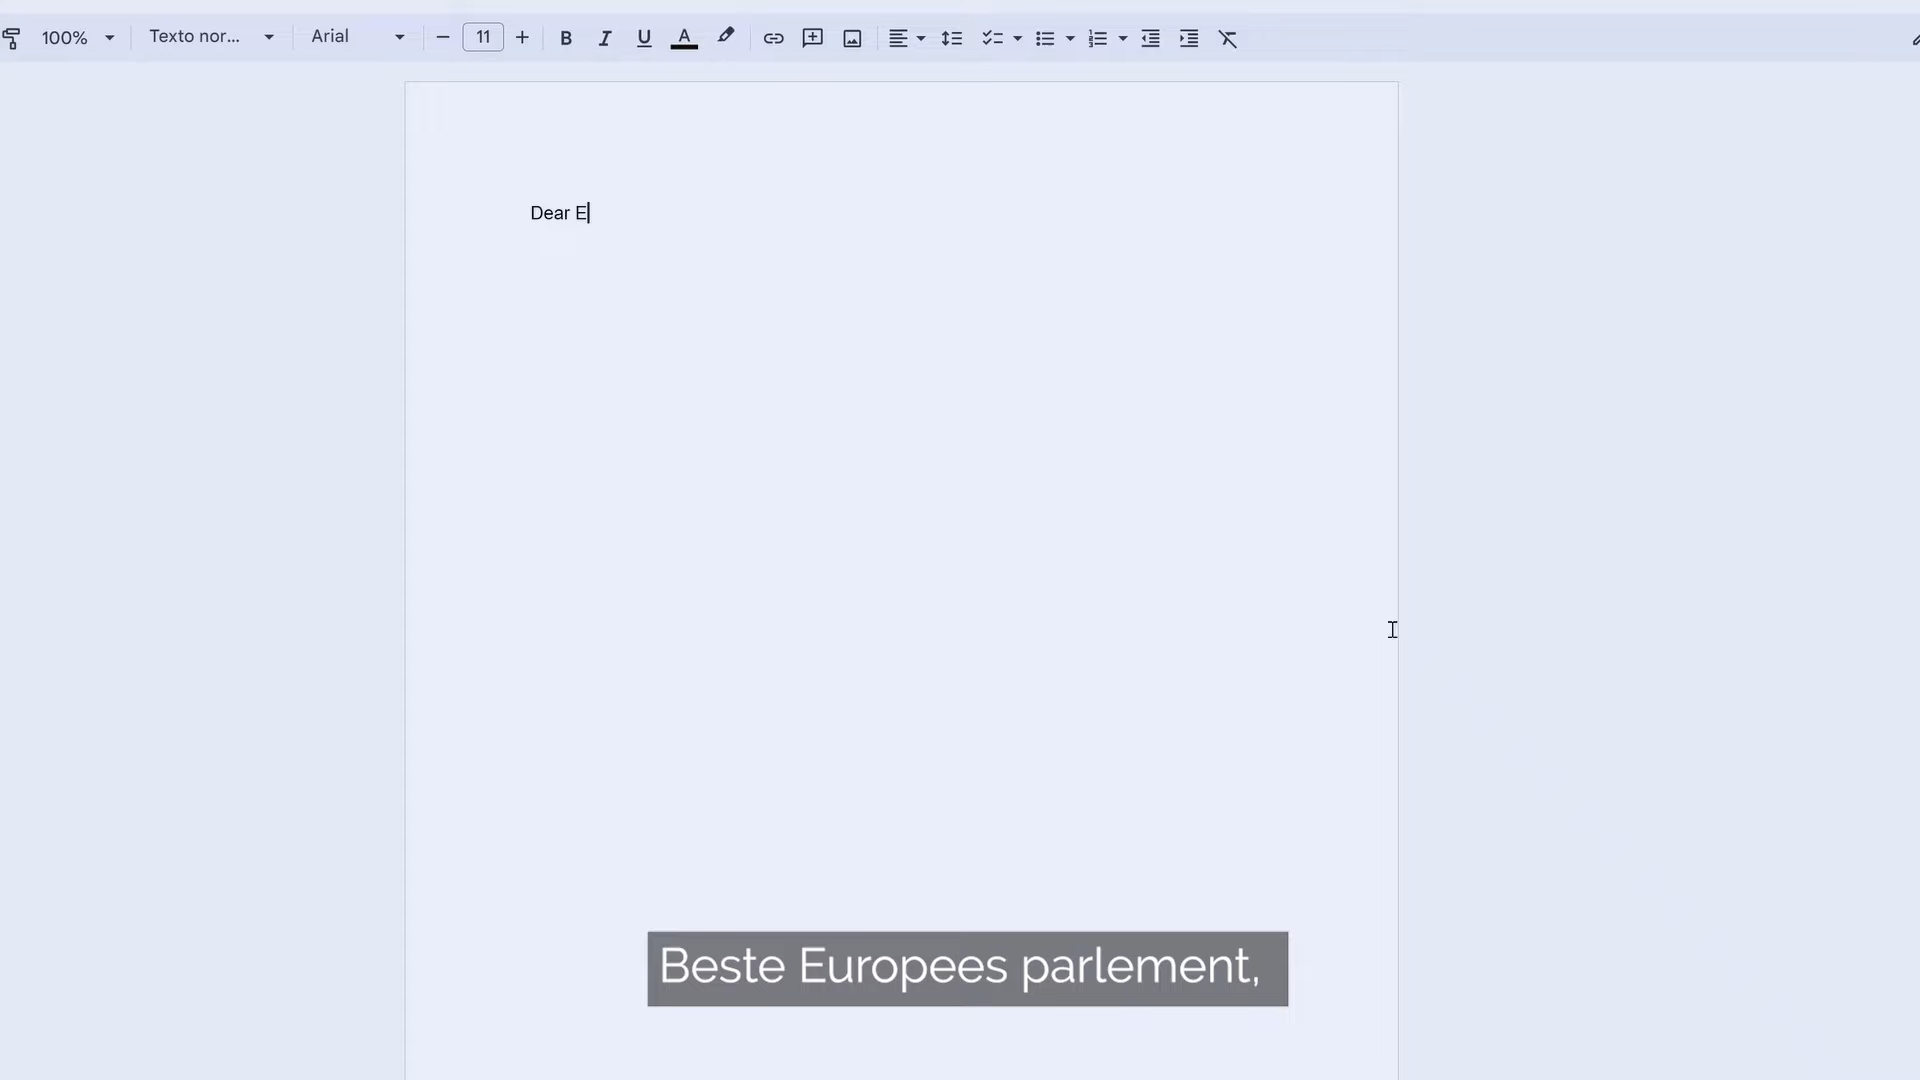 100% Texto nor... Arial 11 B I U A
Dear E
Beste Europees parlement,